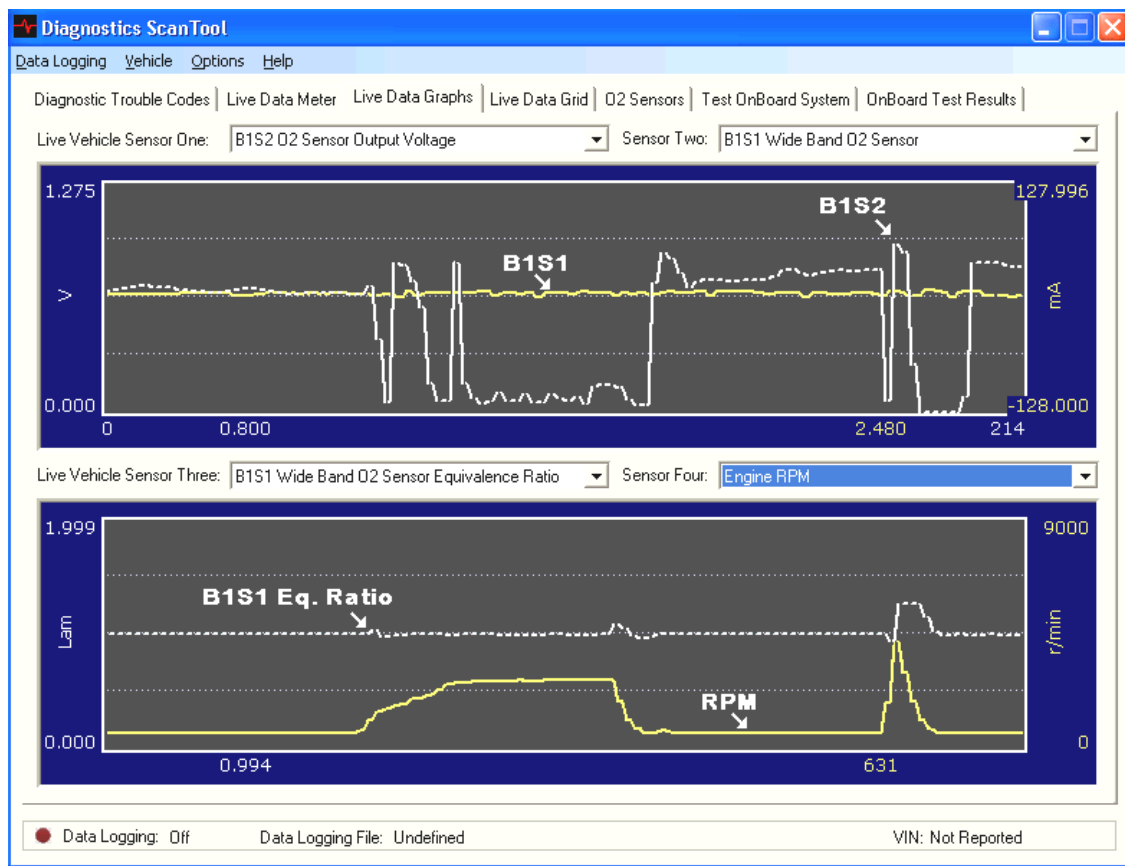 Diagnostics ScanTool
Data Logging Vehicle Options Help
Diagnostic Trouble Codes Live Data Meter Live Data Graphs Live Data Grid O2 Sensors Test OnBoard System OnBoard Test Results
Live Vehicle Sensor One: B1S2 O2 Sensor Output Voltage Sensor Two: B1S1 Wide Band O2 Sensor
1.275 127.996
B1S2
B1S1
V mA
0.000 -128.000
0 0.800 2.480 214
Live Vehicle Sensor Three: B1S1 Wide Band O2 Sensor Equivalence Ratio Sensor Four: Engine RPM
1.999 9000
B1S1 Eq. Ratio
Lam r/min
RPM
0.000 0
0.994 631
Data Logging: Off Data Logging File: Undefined VIN: Not Reported